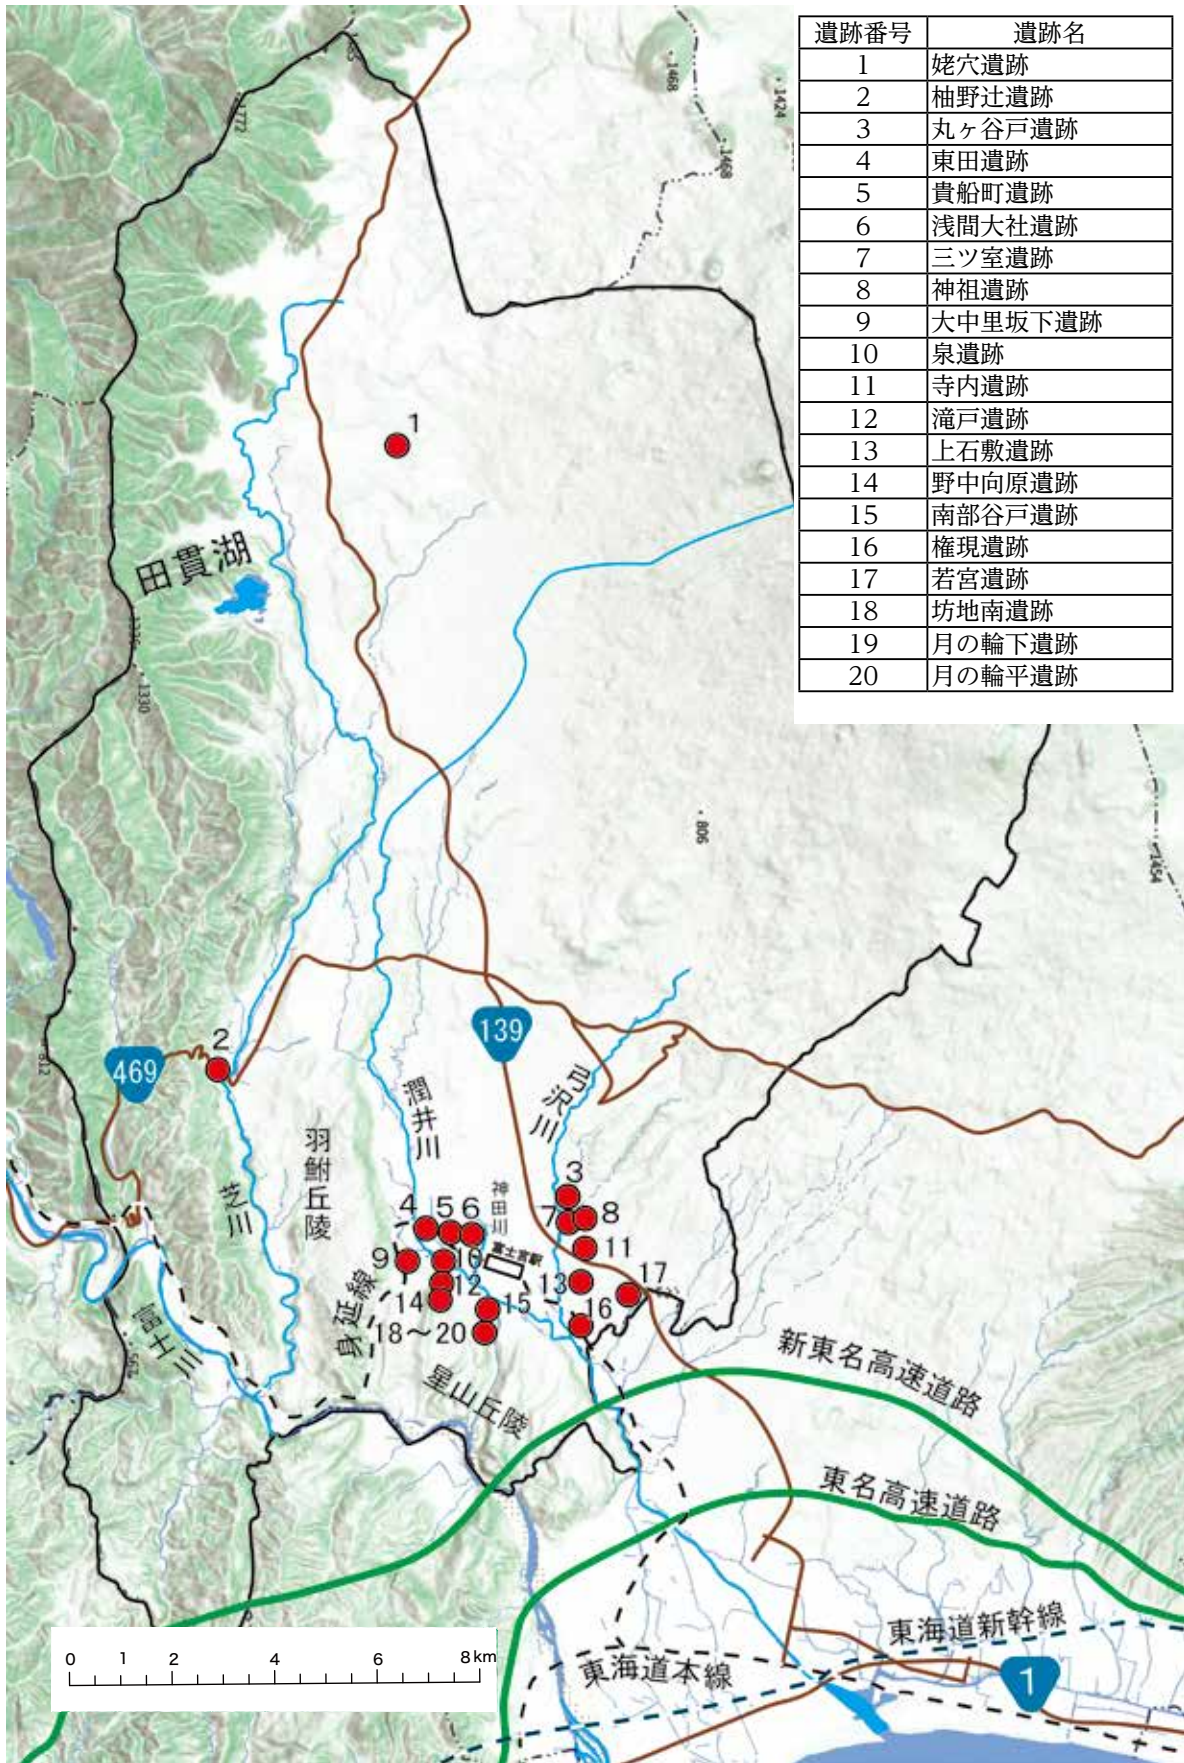 遺跡番号 遺跡名
1 姥穴遺跡
2 柚野辻遺跡
3 丸ヶ谷戸遺跡
4 東田遺跡
5 貴船町遺跡
6 浅間大社遺跡
7 三ツ室遺跡
8 神祖遺跡
9 大中里坂下遺跡
10 泉遺跡
11 寺内遺跡
12 滝戸遺跡
13 上石敷遺跡
14 野中向原遺跡
15 南部谷戸遺跡
16 権現遺跡
17 若宮遺跡
18 坊地南遺跡
19 月の輪下遺跡
20 月の輪平遺跡
1468
1424
1468
1772
1
田貫湖
1336
1330
806
1454
139
2
469
612
潤井川
弓沢川
羽鮒丘陵
芝川
神田川
3
4
5
6
7
8
富士宮駅
9
10
11
12
13
17
14
15
16
18～20
身延線
富士川
562
星山丘陵
新東名高速道路
東名高速道路
東海道新幹線
東海道本線
1
0 1 2 4 6 8km